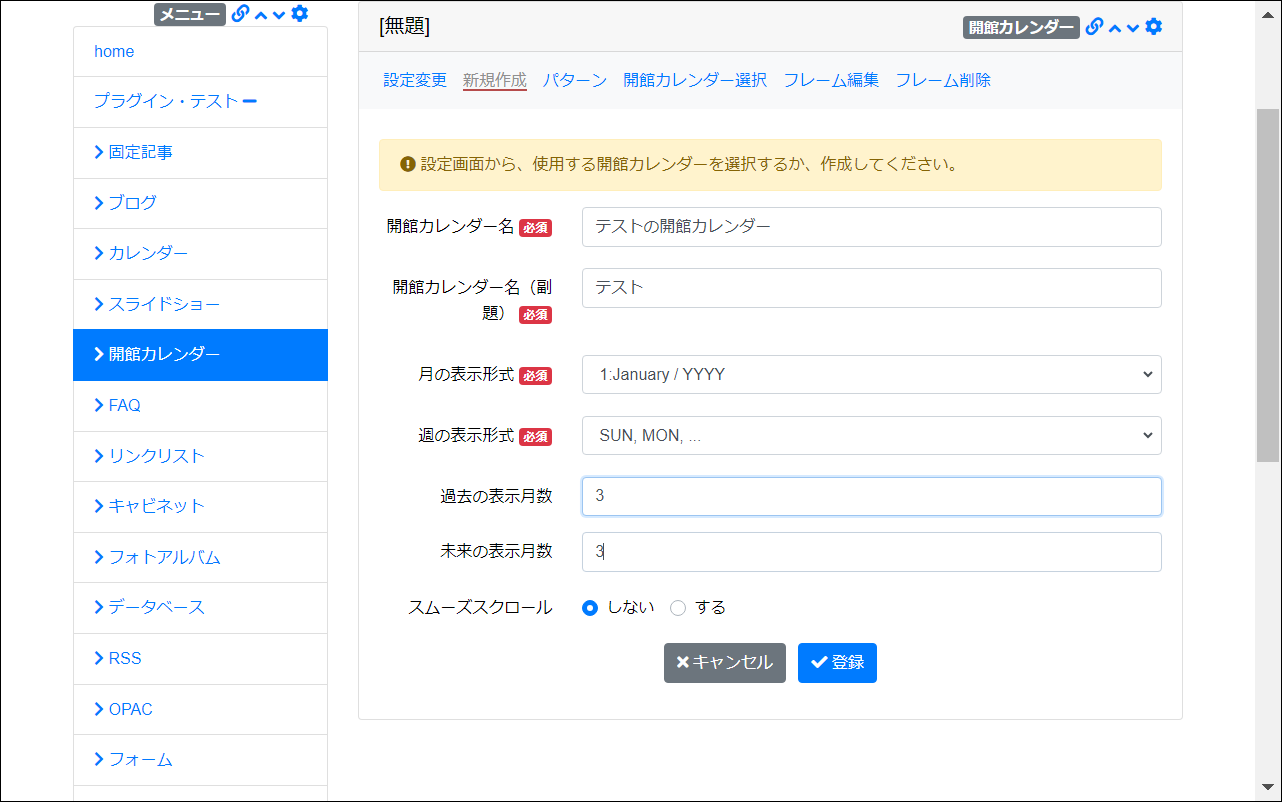 メニュー
home
プラグイン・テスト
固定記事
ブログ
カレンダー
スライドショー
開館カレンダー
FAQ
リンクリスト
キャビネット
フォトアルバム
データベース
RSS
OPAC
フォーム
[無題]
開館カレンダー
設定変更 新規作成 パターン 開館カレンダー選択 フレーム編集 フレーム削除
設定画面から、使用する開館カレンダーを選択するか、作成してください。
開館カレンダー名 必須 テストの開館カレンダー
開館カレンダー名（副 テスト
題） 必須
月の表示形式 必須 1:January / YYYY
週の表示形式 必須 SUN, MON, ...
過去の表示月数 3
未来の表示月数 3
スムーズスクロール しない する
キャンセル 登録